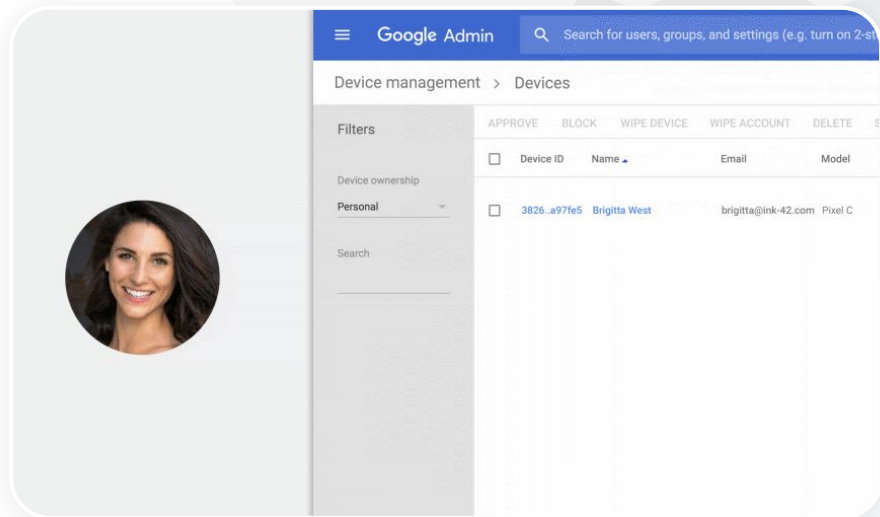 Google Admin
Search for users, groups, and settings (e.g. turn on 2-st
Device management > Devices
Filters
APPROVE BLOCK WIPE DEVICE WIPE ACCOUNT DELETE S
Device ID Name Email Model
Device ownership
Personal
3826..a97fe5 Brigitta West brigitta@ink-42.com Pixel C
Search